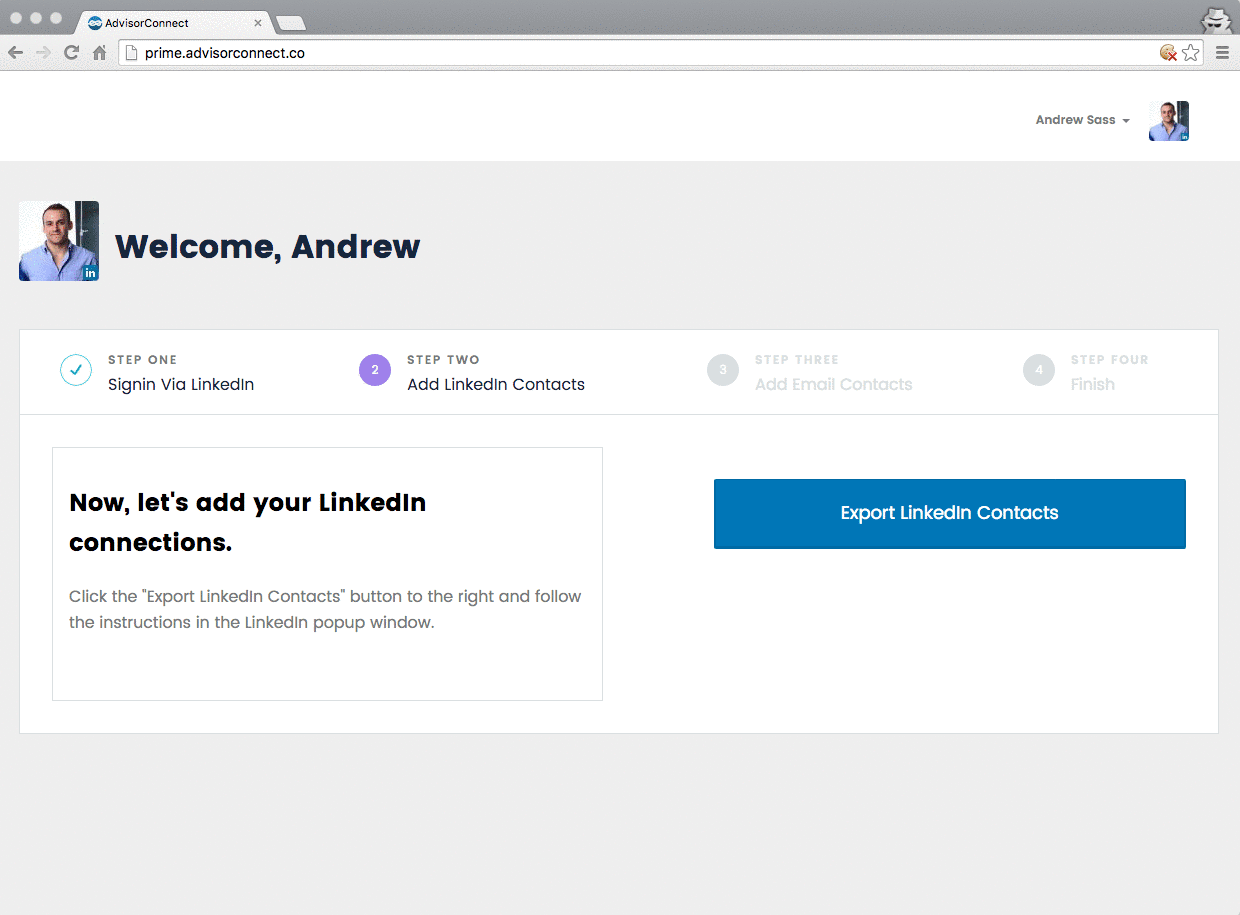 AdvisorConnect
prime.advisorconnect.co
Andrew Sass
in
in
Welcome, Andrew
STEP ONE
Signin Via LinkedIn
2
STEP TWO
Add LinkedIn Contacts
3
STEP THREE
Add Email Contacts
4
STEP FOUR
Finish
Now, let's add your LinkedIn
connections.
Click the "Export LinkedIn Contacts" button to the right and follow
the instructions in the LinkedIn popup window.
Export LinkedIn Contacts